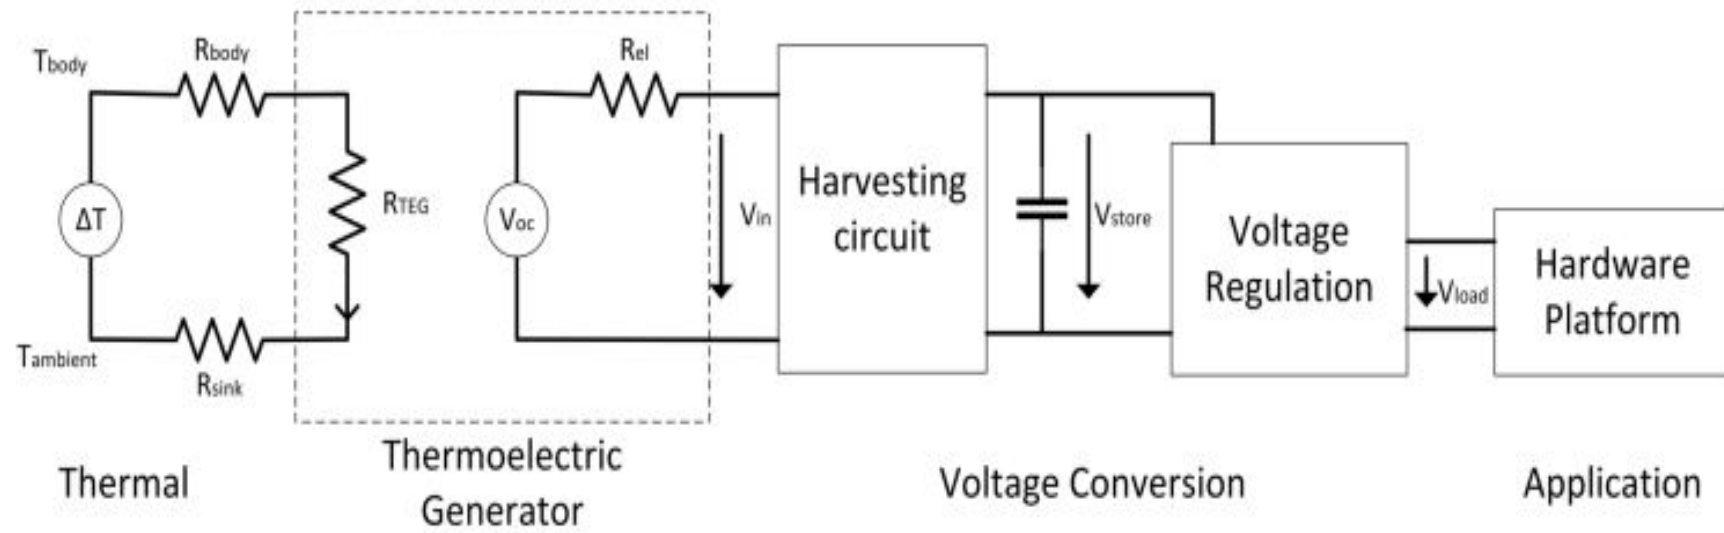 Tbody
Rbody
Rel
ΔT
RTEG
Voc
Vin
Harvesting
circuit
Vstore
Voltage
Regulation
Vload
Hardware
Platform
Tambient
Rsink
Thermal
Thermoelectric
Generator
Voltage Conversion
Application